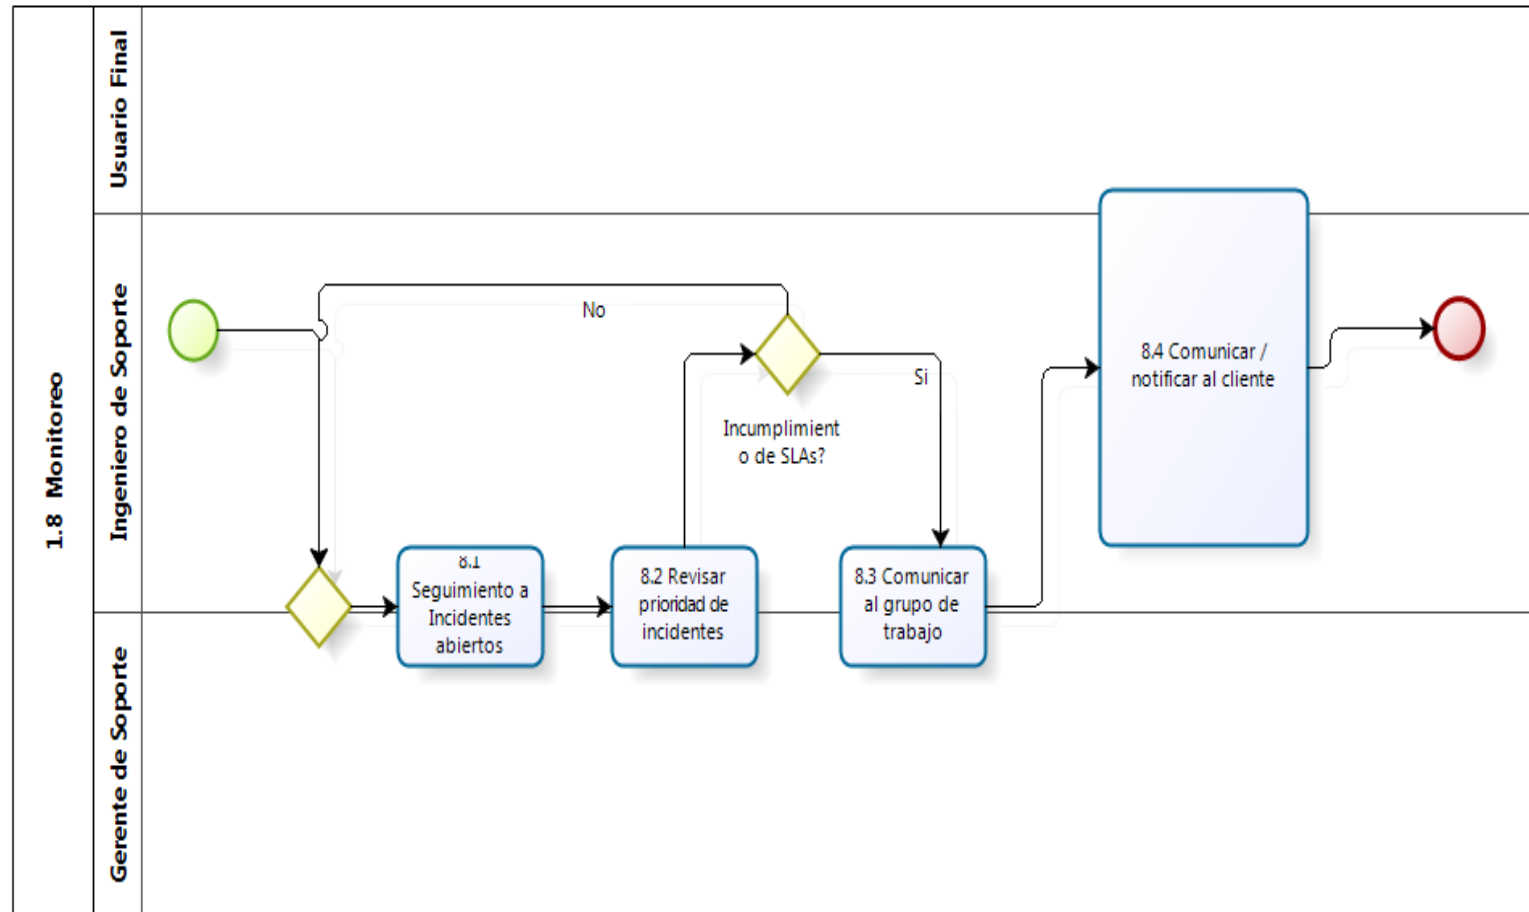 1.8 Monitoreo
Usuario Final
Ingeniero de Soporte
Gerente de Soporte
No
Incumplimient
o de SLAs?
Si
8.1
Seguimiento a
Incidentes
abiertos
8.2 Revisar
prioridad de
incidentes
8.3 Comunicar
al grupo de
trabajo
8.4 Comunicar /
notificar al cliente